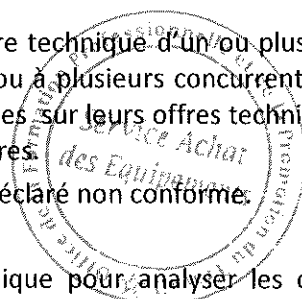 re technique d'un ou plus
ou à plusieurs concurrent
es sur leurs offres techni
res.
éclaré non conforme.
ique pour analyser les
Service Achat
des Equipements